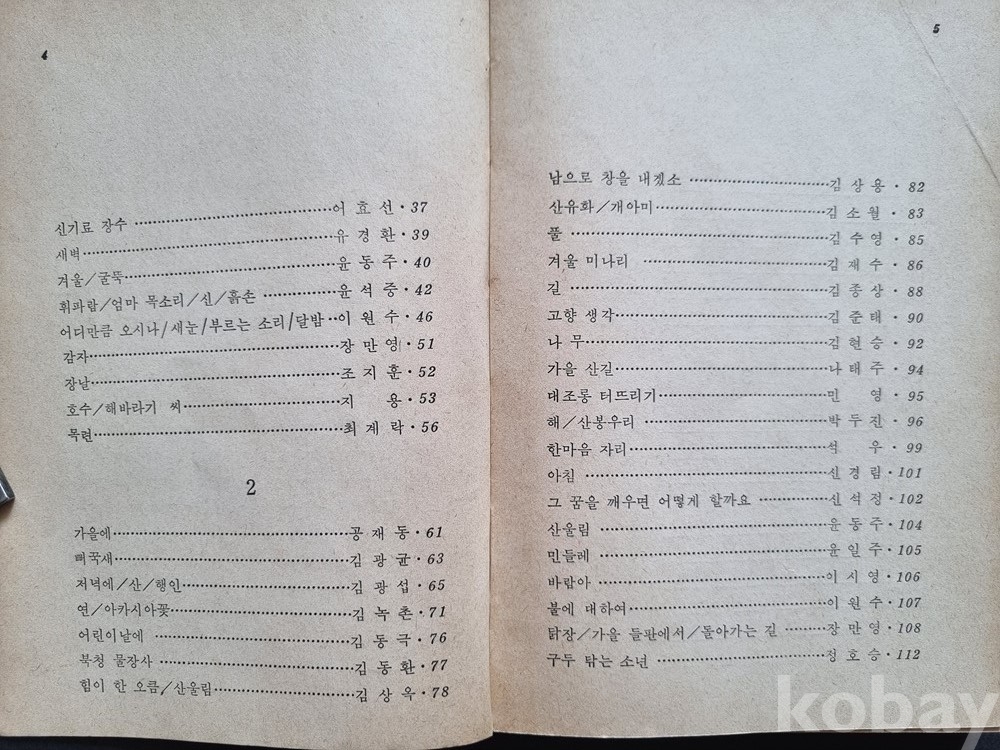 4
신기료 장수 어 효 선 · 37
새벽 유 경 환 · 39
겨울/굴뚝 윤 동 주 · 40
휘파람/엄마 목소리/신/흙손 윤 석 중 · 42
어디만큼 오시나/새눈/부르는 소리/달밤 이 원 수 · 46
감자 장 만 영 · 51
장날 조 지 훈 · 52
호수/해바라기 씨 지 용 · 53
목련 최 계 락 · 56
2
가을에 공 재 동 · 61
뻐꾹새 김 광 균 · 63
저녁에/산/행인 김 광 섭 · 65
연/아카시아꽃 김 녹 촌 · 71
어린이날에 김 동 극 · 76
북청 물장사 김 동 환 · 77
힘이 한 오큼/산울림 김 상 옥 · 78
5
남으로 창을 내겠소 김 상 용 · 82
산유화/개아미 김 소 월 · 83
풀 김 수 영 · 85
겨울 미나리 김 재 수 · 86
길 김 종 상 · 88
고향 생각 김 준 태 · 90
나 무 김 현 승 · 92
가을 산길 나 태 주 · 94
대조롱 터뜨리기 민 영 · 95
해/산봉우리 박 두 진 · 96
한마음 자리 석 우 · 99
아침 신 경 림 · 101
그 꿈을 깨우면 어떻게 할까요 신 석 정 · 102
산울림 윤 동 주 · 104
민들레 윤 일 주 · 105
바람아 이 시 영 · 106
불에 대하여 이 원 수 · 107
닭장/가을 들판에서/돌아가는 길 장 만 영 · 108
구두 닦는 소년 정 호 승 · 112
kobay